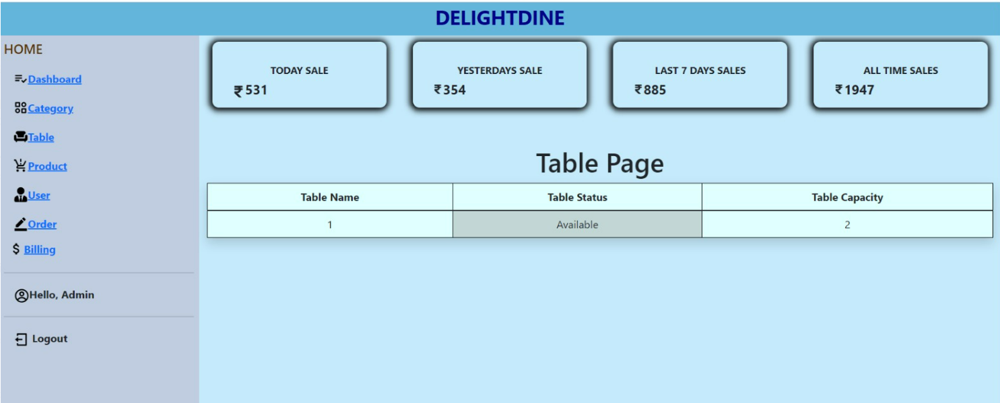 DELIGHTDINE
HOME
Dashboard
Category
Table
Product
User
Order
$ Billing
Hello, Admin
Logout
TODAY SALE
₹531
YESTERDAYS SALE
₹354
LAST 7 DAYS SALES
₹885
ALL TIME SALES
₹1947
Table Page
Table Name Table Status Table Capacity
1 Available 2